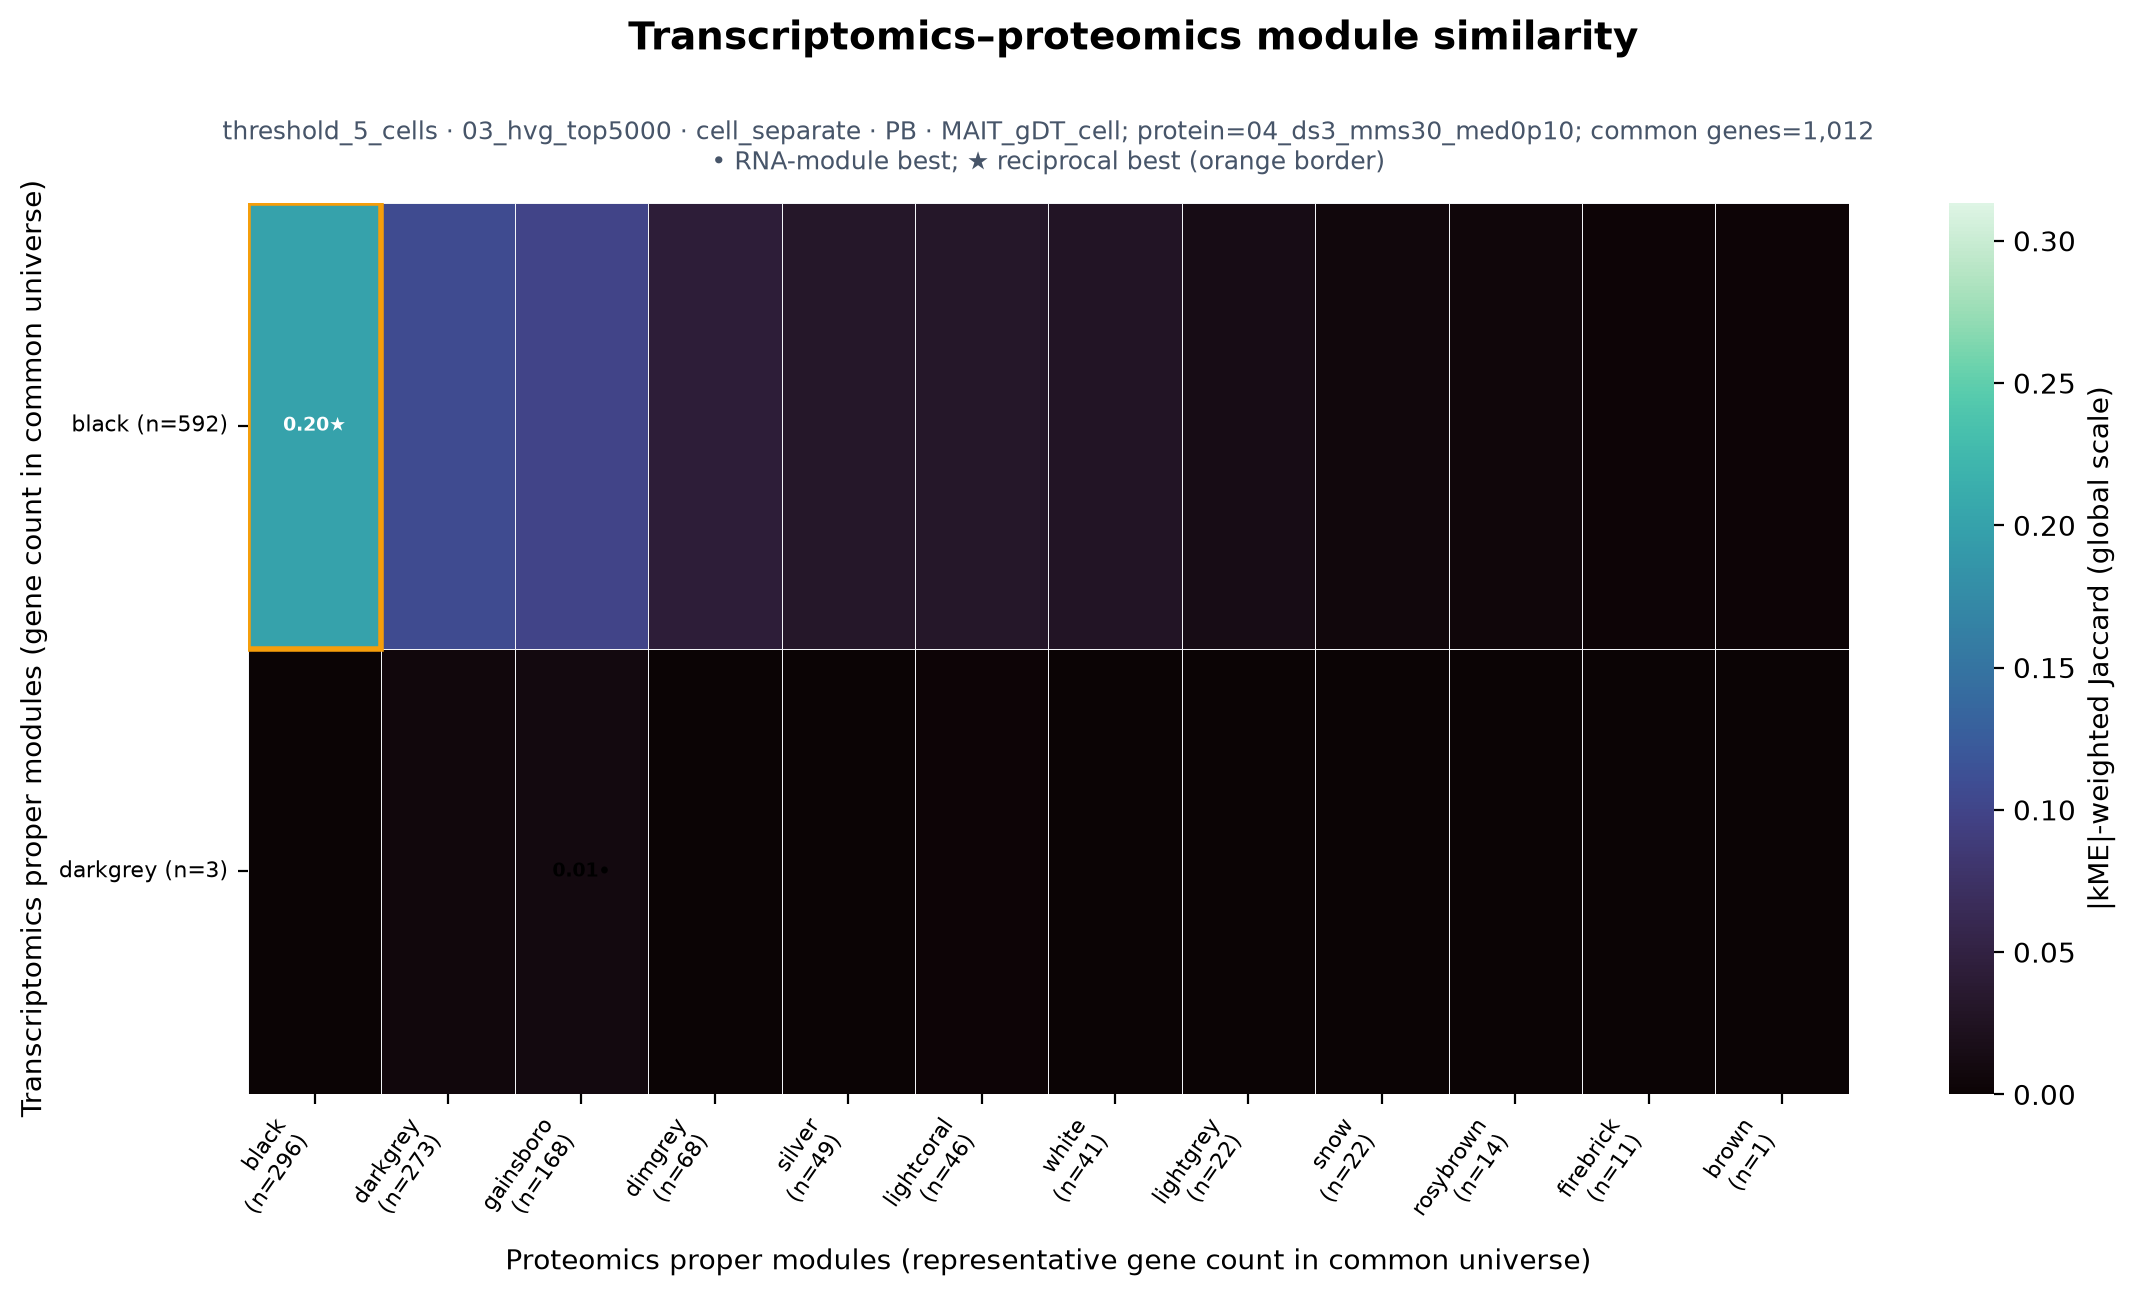 Transcriptomics–proteomics module similarity
threshold_5_cells · 03_hvg_top5000 · cell_separate · PB · MAIT_gDT_cell; protein=04_ds3_mms30_med0p10; common genes=1,012
• RNA-module best; ★ reciprocal best (orange border)
Transcriptomics proper modules (gene count in common universe)
black (n=592)
darkgrey (n=3)
0.20★
0.01•
black
(n=296)
darkgrey
(n=273)
gainsboro
(n=168)
dimgrey
(n=68)
silver
(n=49)
lightcoral
(n=46)
white
(n=41)
lightgrey
(n=22)
snow
(n=22)
rosybrown
(n=14)
firebrick
(n=11)
brown
(n=1)
Proteomics proper modules (representative gene count in common universe)
0.30
0.25
0.20
0.15
0.10
0.05
0.00
|kME|-weighted Jaccard (global scale)